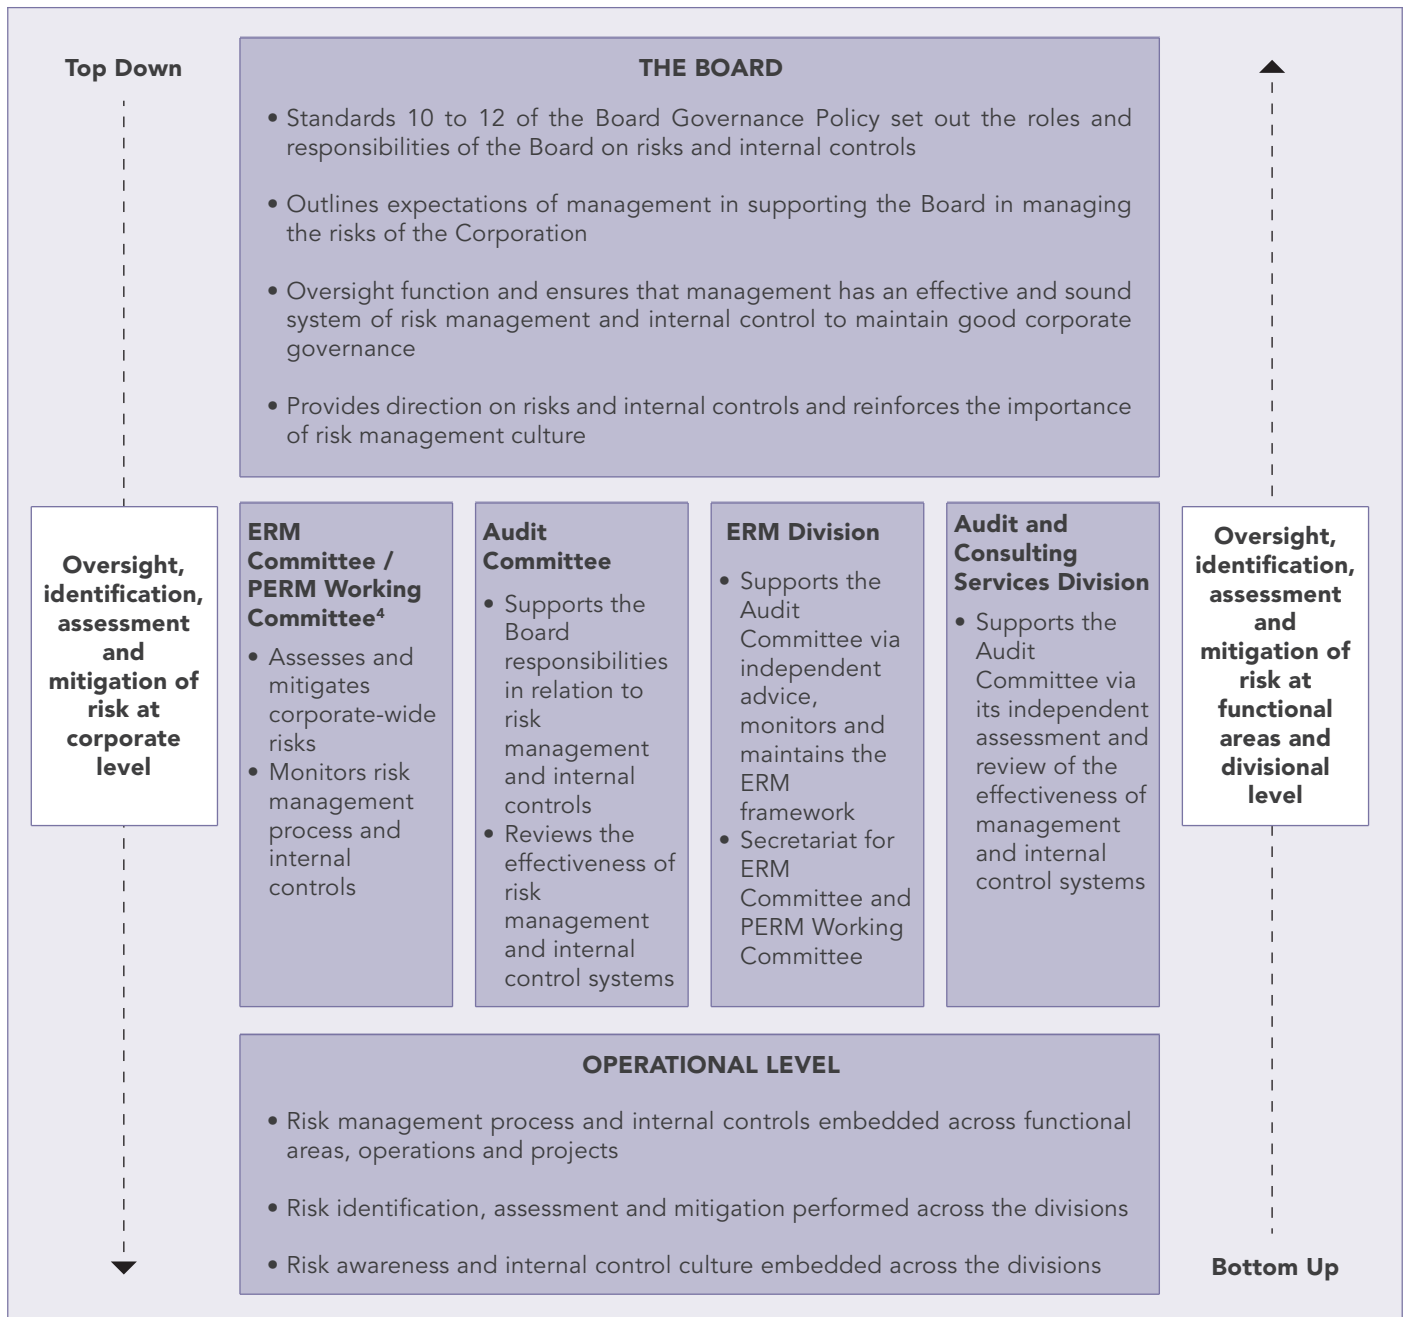 Top Down
THE BOARD
• Standards 10 to 12 of the Board Governance Policy set out the roles and
responsibilities of the Board on risks and internal controls
• Outlines expectations of management in supporting the Board in managing
the risks of the Corporation
• Oversight function and ensures that management has an effective and sound
system of risk management and internal control to maintain good corporate
governance
• Provides direction on risks and internal controls and reinforces the importance
of risk management culture
Oversight,
identification,
assessment
and
mitigation of
risk at
corporate
level
ERM
Committee /
PERM Working
Committee⁴
• Assesses and
mitigates
corporate-wide
risks
• Monitors risk
management
process and
internal
controls
Audit
Committee
• Supports the
Board
responsibilities
in relation to
risk
management
and internal
controls
• Reviews the
effectiveness of
risk
management
and internal
control systems
ERM Division
• Supports the
Audit
Committee via
independent
advice,
monitors and
maintains the
ERM
framework
• Secretariat for
ERM
Committee and
PERM Working
Committee
Audit and
Consulting
Services Division
• Supports the
Audit
Committee via
its independent
assessment and
review of the
effectiveness of
management
and internal
control systems
Oversight,
identification,
assessment
and
mitigation of
risk at
functional
areas and
divisional
level
OPERATIONAL LEVEL
• Risk management process and internal controls embedded across functional
areas, operations and projects
• Risk identification, assessment and mitigation performed across the divisions
• Risk awareness and internal control culture embedded across the divisions
Bottom Up